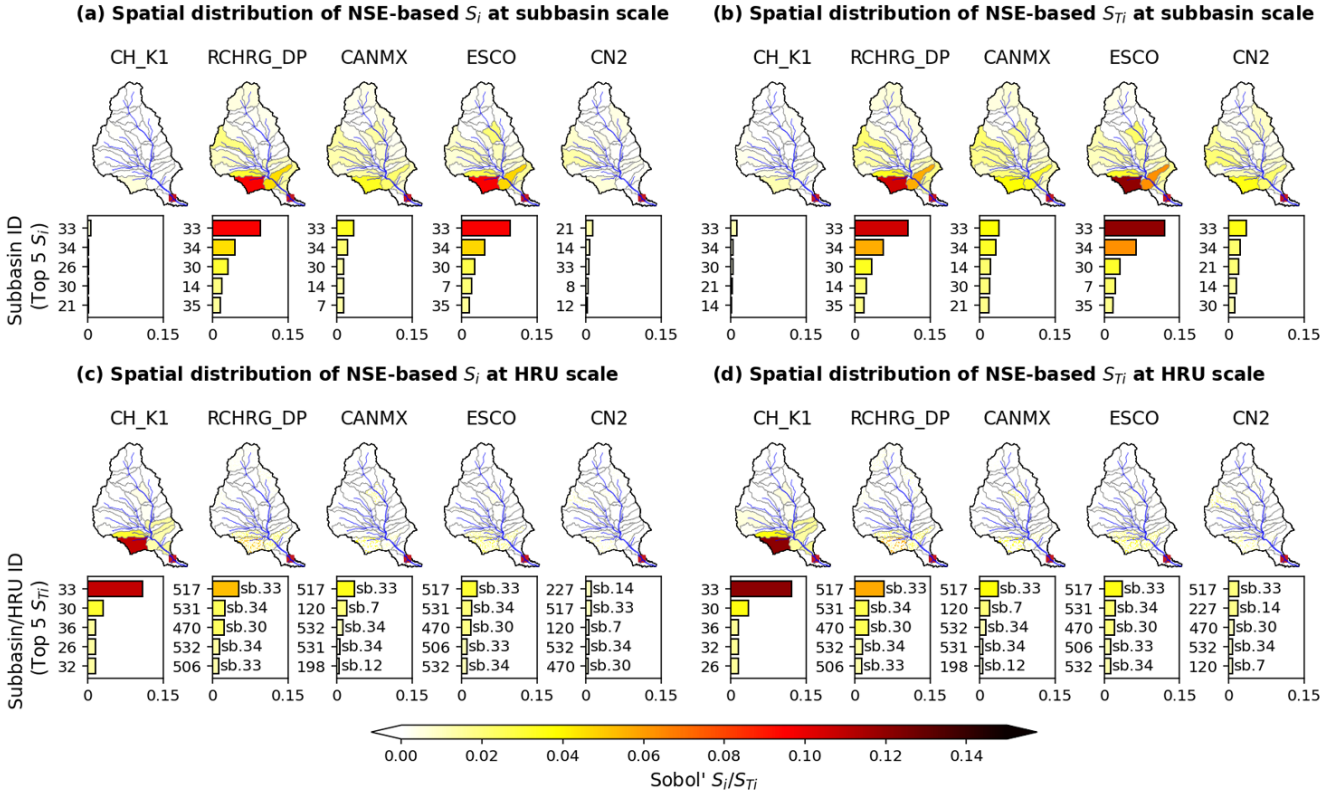 (a) Spatial distribution of NSE-based Si at subbasin scale
(b) Spatial distribution of NSE-based STi at subbasin scale
CH_K1 RCHRG_DP CANMX ESCO CN2
CH_K1 RCHRG_DP CANMX ESCO CN2
Subbasin ID
(Top 5 Si)
33 33 33 33 21 33 33 33 33 33
34 34 34 34 14 34 34 34 34 34
26 30 30 30 33 30 30 14 30 21
30 14 14 7 8 21 14 30 7 14
21 35 7 35 12 14 35 21 35 30
0 0.15 0.15 0.15 0.15 0.15 0 0.15 0.15 0.15 0.15 0.15
0 0 0 0 0 0 0 0
(c) Spatial distribution of NSE-based Si at HRU scale
(d) Spatial distribution of NSE-based STi at HRU scale
CH_K1 RCHRG_DP CANMX ESCO CN2
CH_K1 RCHRG_DP CANMX ESCO CN2
Subbasin/HRU ID
(Top 5 STi)
33 517 sb.33 517 sb.33 517 sb.33 227 sb.14 33 517 sb.33 517 sb.33 517 sb.33 517 sb.33
30 531 sb.34 120 sb.7 531 sb.34 517 sb.33 30 531 sb.34 120 sb.7 531 sb.34 227 sb.14
36 470 sb.30 532 sb.34 470 sb.30 120 sb.7 36 470 sb.30 532 sb.34 470 sb.30 506 sb.33
26 532 sb.34 531 sb.34 506 sb.33 532 sb.34 32 532 sb.34 531 sb.34 506 sb.33 532 sb.34
32 506 sb.33 198 sb.12 532 sb.34 470 sb.30 26 506 sb.33 198 sb.12 532 sb.34 120 sb.7
0 0.15 0 0.15 0 0.15 0 0.15 0 0.15 0 0.15 0 0.15 0 0.15 0 0.15 0 0.15
0.00 0.02 0.04 0.06 0.08 0.10 0.12 0.14
Sobol' Si/STi